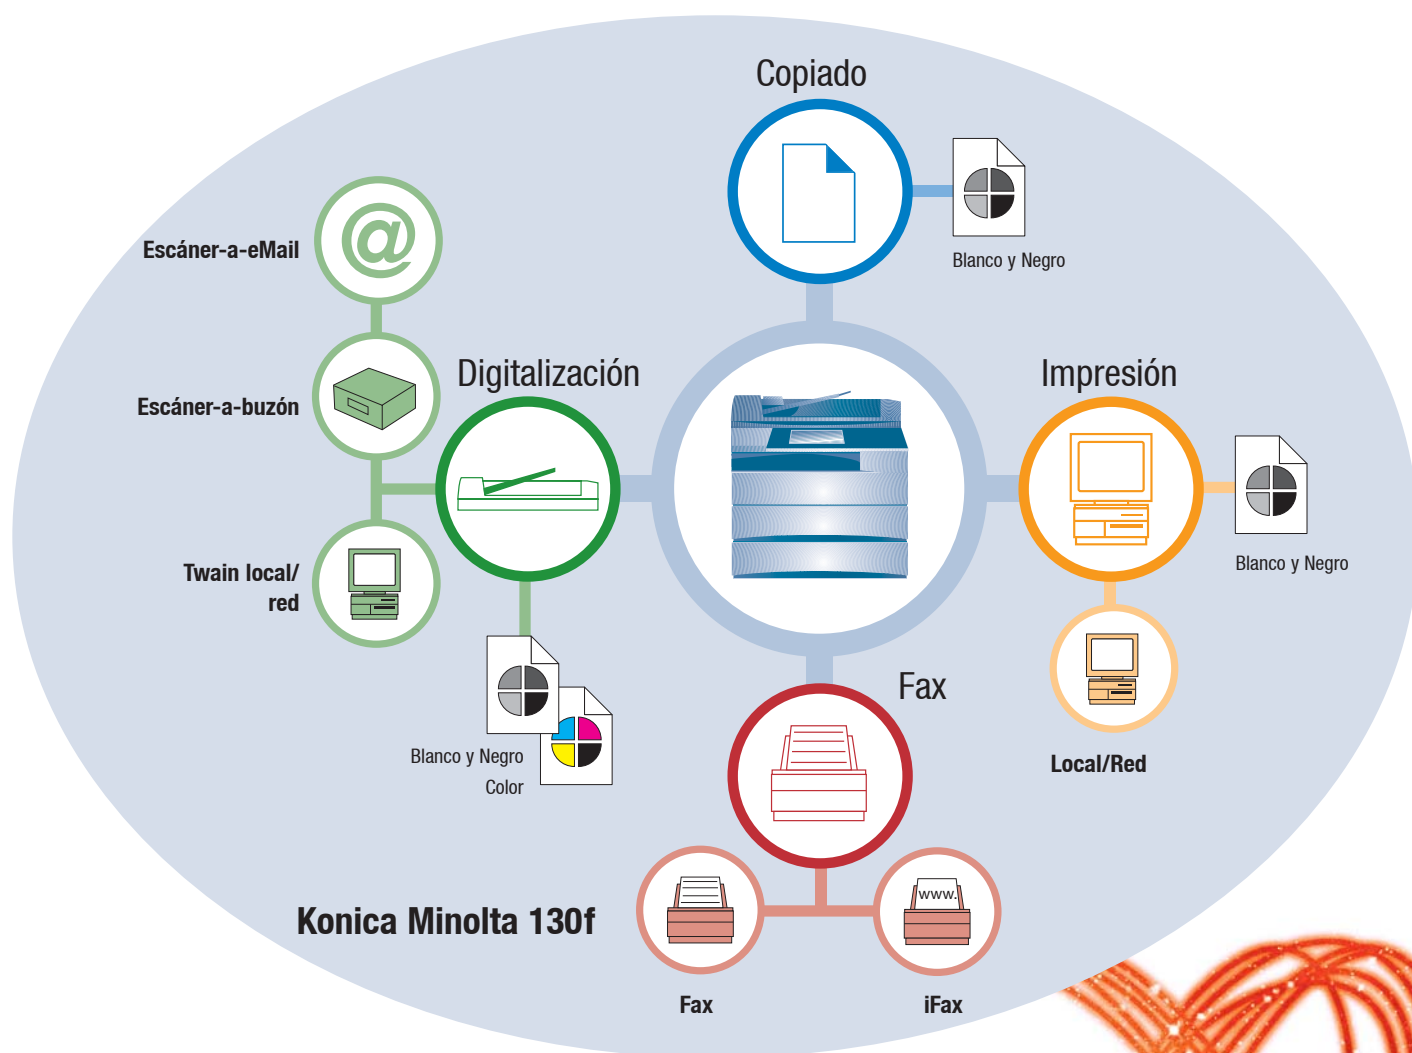 Copiado
Blanco y Negro
Escáner-a-eMail
@
Escáner-a-buzón
Digitalización
Impresión
Blanco y Negro
Twain local/
red
Blanco y Negro
Color
Fax
Local/Red
Konica Minolta 130f
www.
Fax
iFax